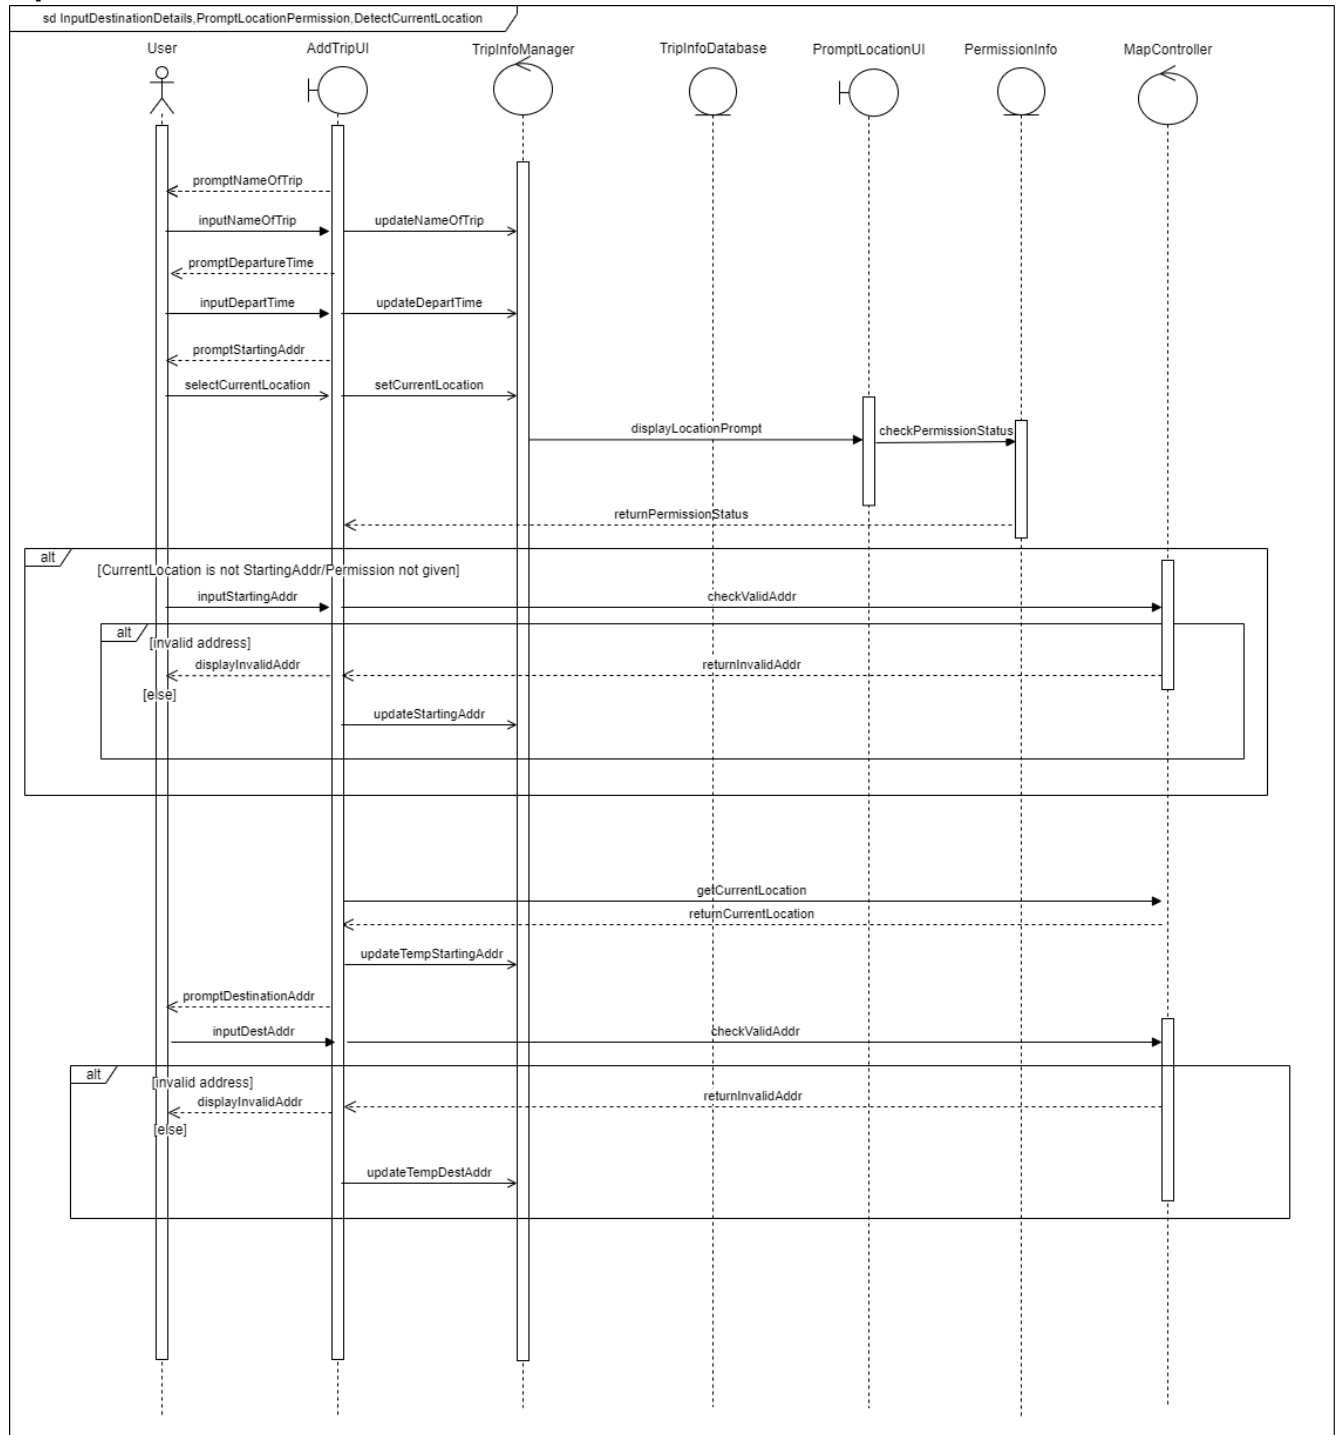 sd InputDestinationDetails,PromptLocationPermission,DetectCurrentLocation
User AddTripUI TripInfoManager TripInfoDatabase PromptLocationUI PermissionInfo MapController
promptNameOfTrip
inputNameOfTrip updateNameOfTrip
promptDepartureTime
inputDepartTime updateDepartTime
promptStartingAddr
selectCurrentLocation setCurrentLocation
displayLocationPrompt checkPermissionStatus
returnPermissionStatus
alt
[CurrentLocation is not StartingAddr/Permission not given]
inputStartingAddr checkValidAddr
alt
[invalid address]
displayInvalidAddr returnInvalidAddr
[else]
updateStartingAddr
getCurrentLocation
returnCurrentLocation
updateTempStartingAddr
promptDestinationAddr
inputDestAddr checkValidAddr
alt
[invalid address]
displayInvalidAddr returnInvalidAddr
[else]
updateTempDestAddr